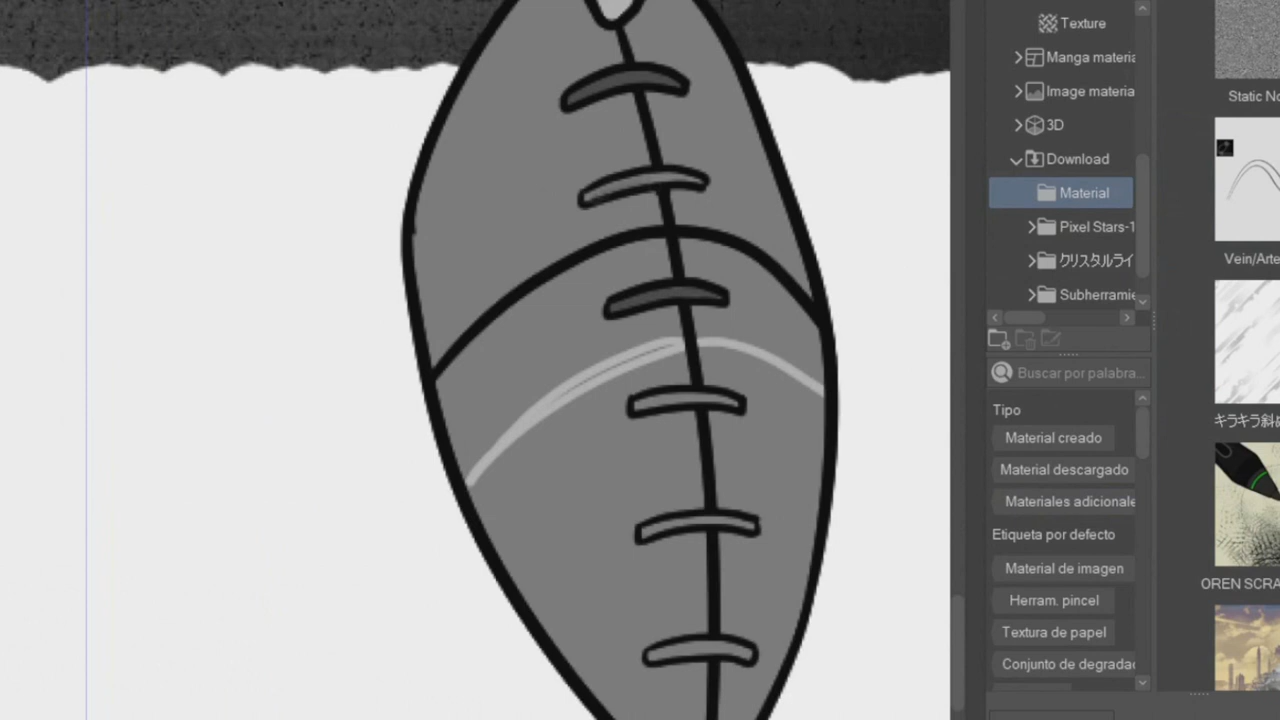 Texture
Manga materia
Image materia
3D
Download
Material
Pixel Stars-1
クリスタルライ
Subherramie
Buscar por palabra...
Tipo
Material creado
Material descargado
Materiales adicionale
Etiqueta por defecto
Material de imagen
Herram. pincel
Textura de papel
Conjunto de degradac
Static No
Vein/Arte
キラキラ斜め
OREN SCRA